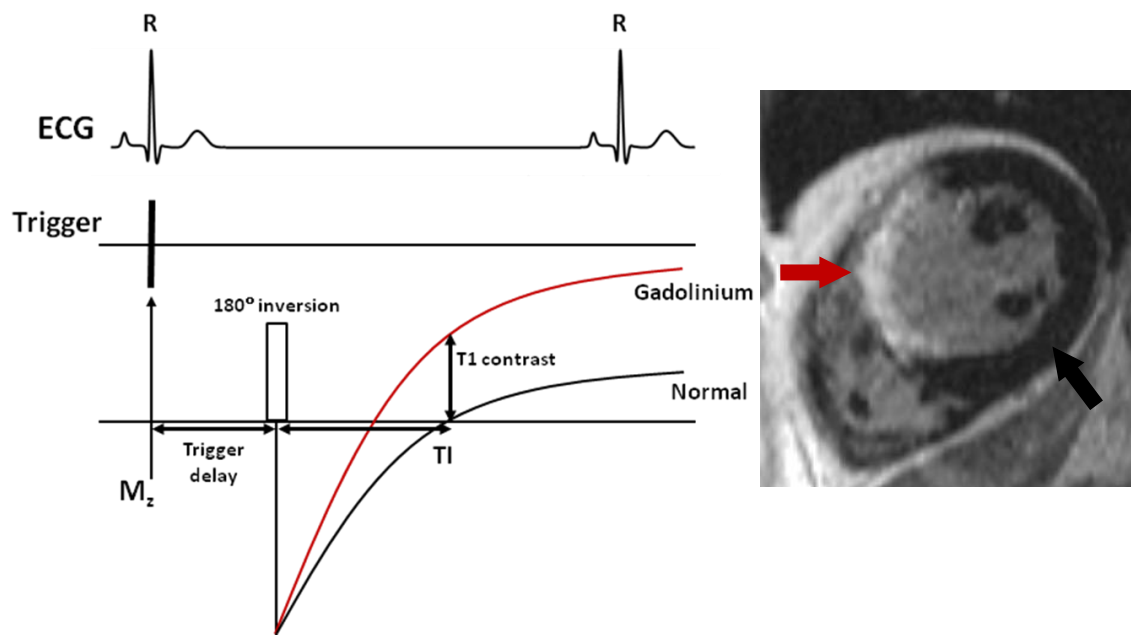 R
R
ECG
Trigger
180° inversion
Gadolinium
T1 contrast
Normal
Trigger
delay
TI
Mz